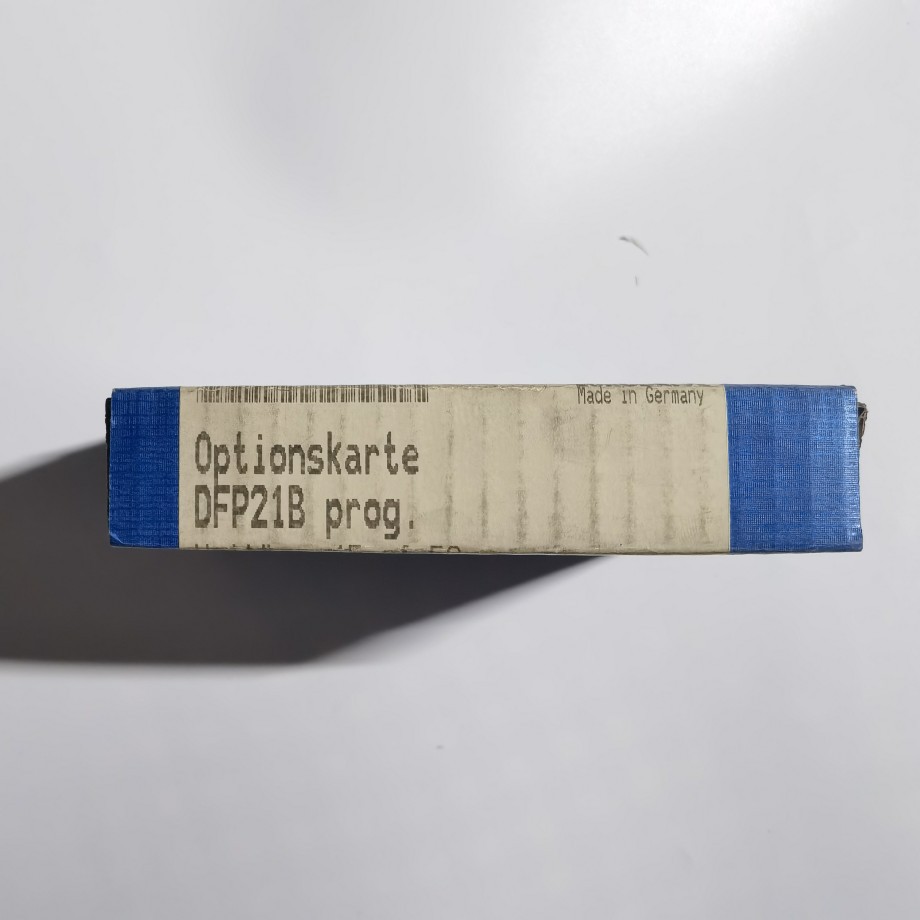 Made in Germany
Optionskarte
DFP21B prog.